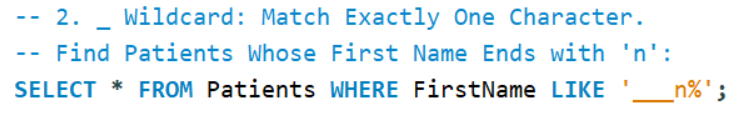 -- 2. _ Wildcard: Match Exactly One Character.
-- Find Patients Whose First Name Ends with 'n':
SELECT * FROM Patients WHERE FirstName LIKE '___n%';